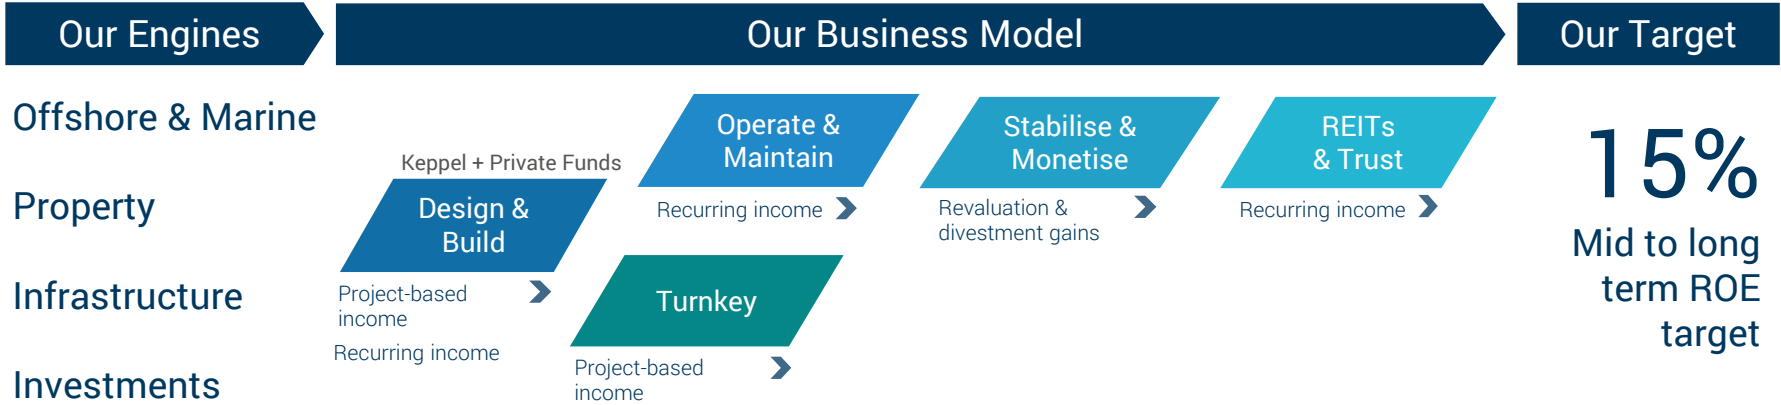 Our Engines
Our Business Model
Our Target
Offshore & Marine
Property
Infrastructure
Investments
Keppel + Private Funds
Design &
Build
Project-based
income
Recurring income
Operate &
Maintain
Recurring income
Turnkey
Project-based
income
Stabilise &
Monetise
Revaluation &
divestment gains
REITs
& Trust
Recurring income
15%
Mid to long
term ROE
target